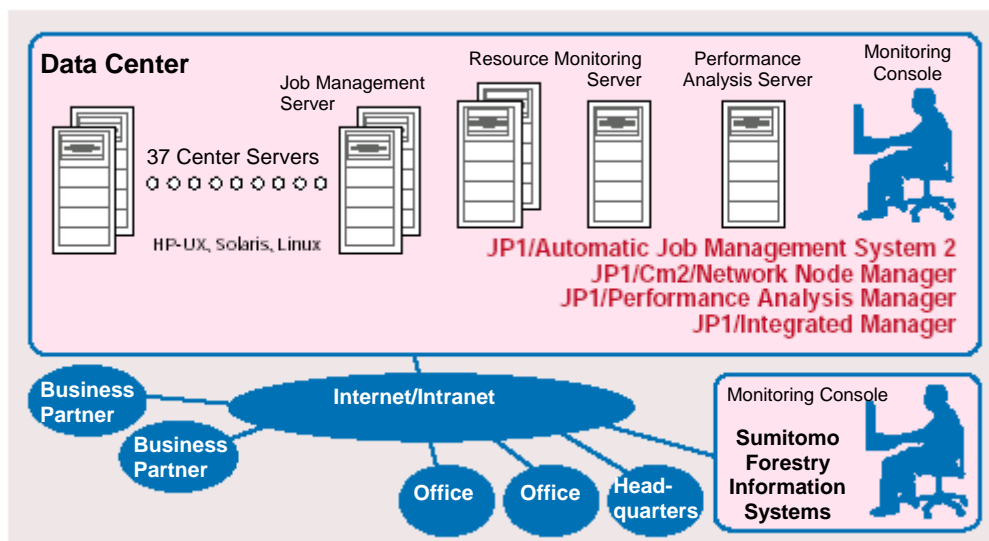 Data Center
Job Management
Server
Resource Monitoring
Server
Performance
Analysis Server
Monitoring
Console
37 Center Servers
HP-UX, Solaris, Linux
JP1/Automatic Job Management System 2
JP1/Cm2/Network Node Manager
JP1/Performance Analysis Manager
JP1/Integrated Manager
Business
Partner
Internet/Intranet
Business
Partner
Office
Office
Head-
quarters
Monitoring Console
Sumitomo
Forestry
Information
Systems